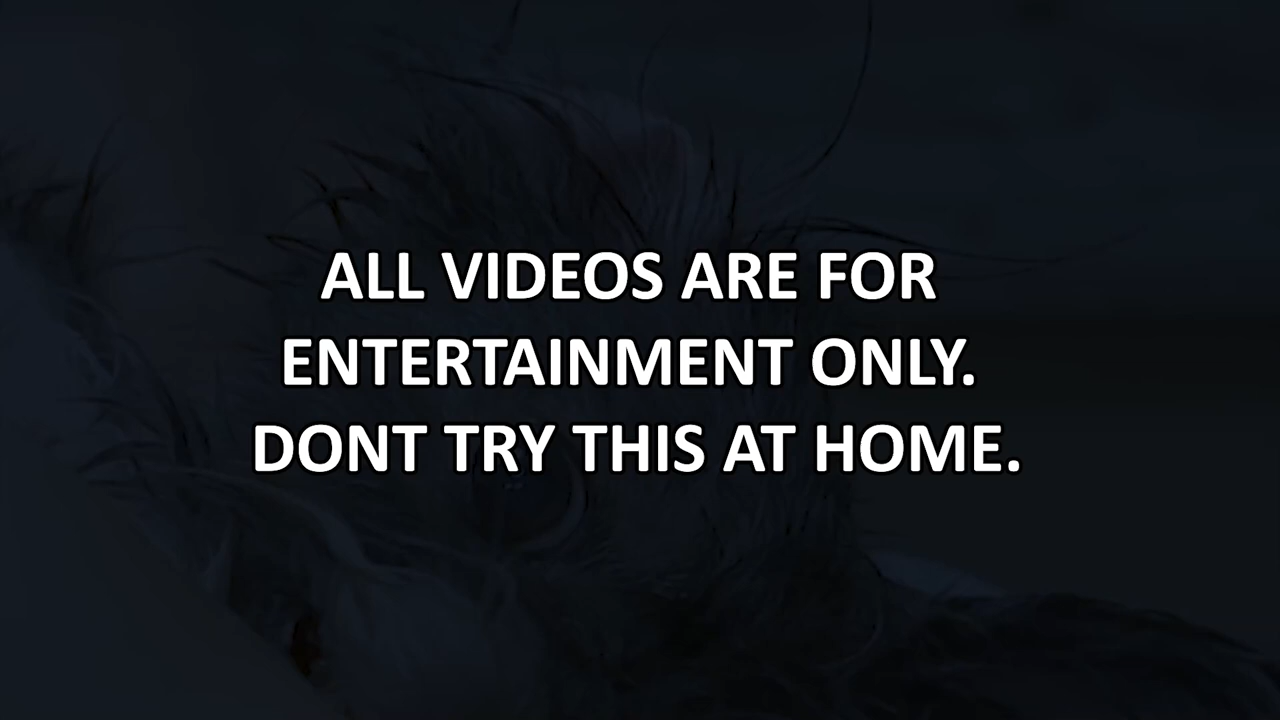 ALL VIDEOS ARE FOR
ENTERTAINMENT ONLY.
DONT TRY THIS AT HOME.